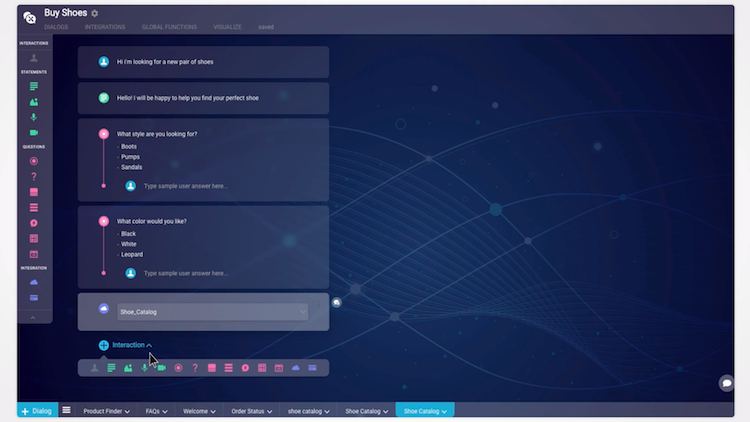 Buy Shoes
DIALOGS INTEGRATIONS GLOBAL FUNCTIONS VISUALIZE saved
INTERACTIONS
STATEMENTS
QUESTIONS
INTEGRATION
Hi i'm looking for a new pair of shoes
Hello! I will be happy to help you find your perfect shoe
What style are you looking for?
- Boots
- Pumps
- Sandals
Type sample user answer here...
What color would you like?
- Black
- White
- Leopard
Type sample user answer here...
Shoe_Catalog
Interaction
+ Dialog Product Finder FAQs Welcome Order Status shoe catalog Shoe Catalog Shoe Catalog